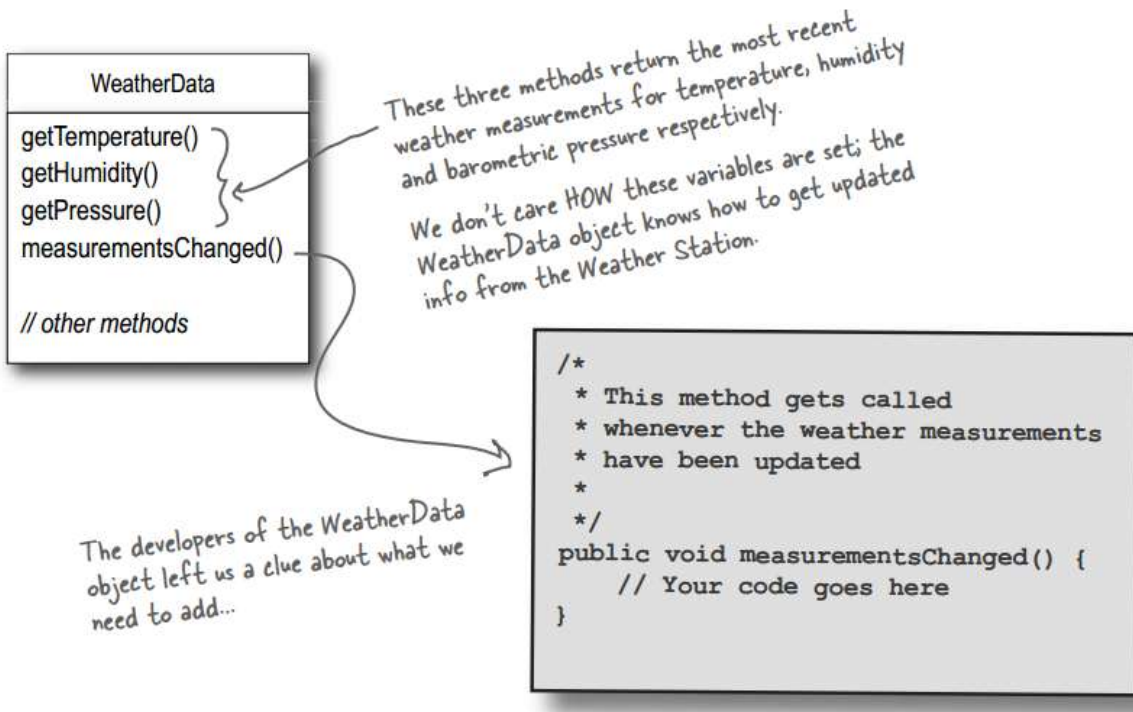 WeatherData
getTemperature()
getHumidity()
getPressure()
measurementsChanged()
// other methods
These three methods return the most recent
weather measurements for temperature, humidity
and barometric pressure respectively.
We don't care HOW these variables are set; the
WeatherData object knows how to get updated
info from the Weather Station.
/*
 * This method gets called
 * whenever the weather measurements
 * have been updated
 *
 */
public void measurementsChanged() {
    // Your code goes here
}
The developers of the WeatherData
object left us a clue about what we
need to add...